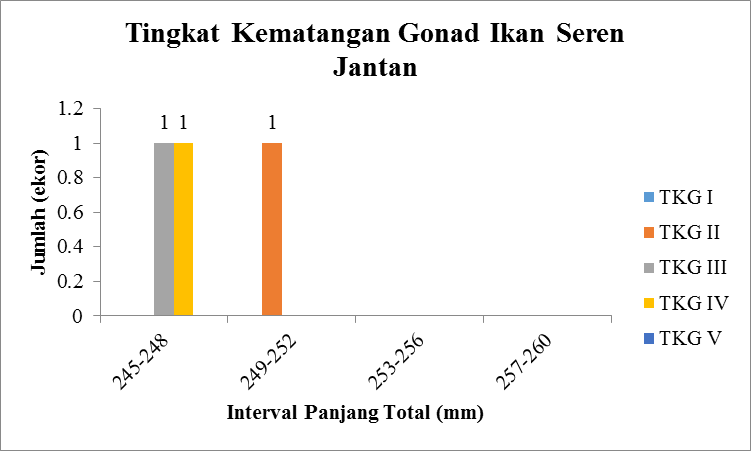 Tingkat Kematangan Gonad Ikan Seren
Jantan
Jumlah (ekor)
1.2
1
0.8
0.6
0.4
0.2
0
1 1
1
245-248
249-252
253-256
257-260
Interval Panjang Total (mm)
TKG I
TKG II
TKG III
TKG IV
TKG V